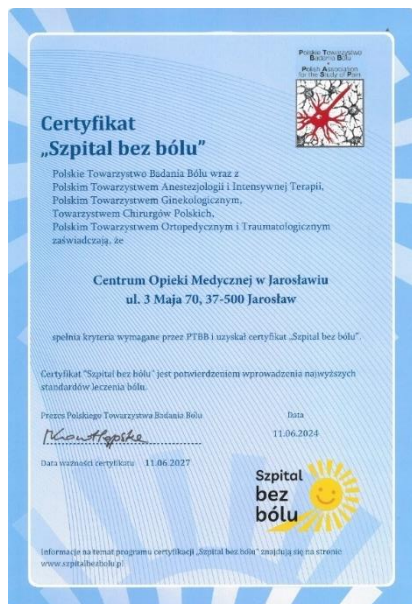 Polskie Towarzystwo
Badania Bólu
Polish Association
for the Study of Pain
Certyfikat
„Szpital bez bólu”
Polskie Towarzystwo Badania Bólu wraz z
Polskim Towarzystwem Anestezjologii i Intensywnej Terapii,
Polskim Towarzystwem Ginekologicznym,
Towarzystwem Chirurgów Polskich,
Polskim Towarzystwem Ortopedycznym i Traumatologicznym
zaświadczają, że
Centrum Opieki Medycznej w Jarosławiu
ul. 3 Maja 70, 37-500 Jarosław
spełnia kryteria wymagane przez PTBB i uzyskał certyfikat „Szpital bez bólu”.
Certyfikat "Szpital bez bólu" jest potwierdzeniem wprowadzenia najwyższych
standardów leczenia bólu.
Prezes Polskiego Towarzystwa Badania Bólu
Data
11.06.2024
Data ważności certyfikatu 11.06.2027
Szpital
bez
bólu
Informacje na temat programu certyfikacji „Szpital bez bólu” znajdują się na stronie
www.szpitalbezbolu.pl